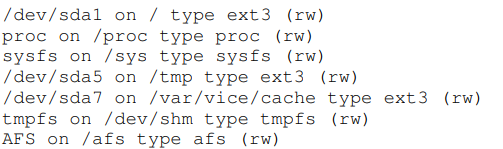 /dev/sda1 on / type ext3 (rw)
proc on /proc type proc (rw)
sysfs on /sys type sysfs (rw)
/dev/sda5 on /tmp type ext3 (rw)
/dev/sda7 on /var/vice/cache type ext3 (rw)
tmpfs on /dev/shm type tmpfs (rw)
AFS on /afs type afs (rw)